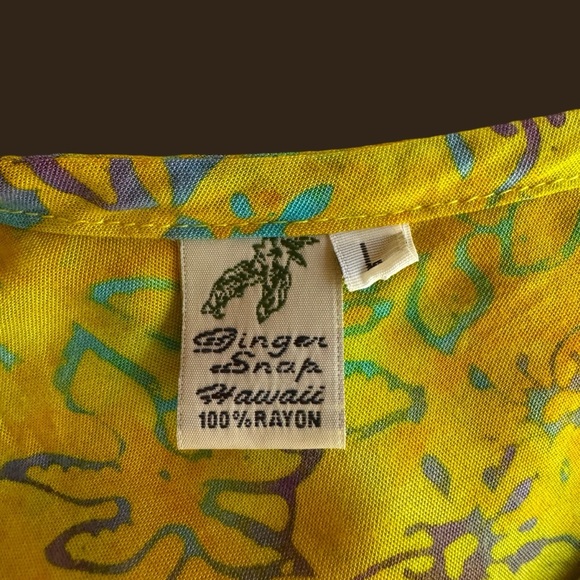 Ginger
Snap
Hawaii
100% RAYON
L